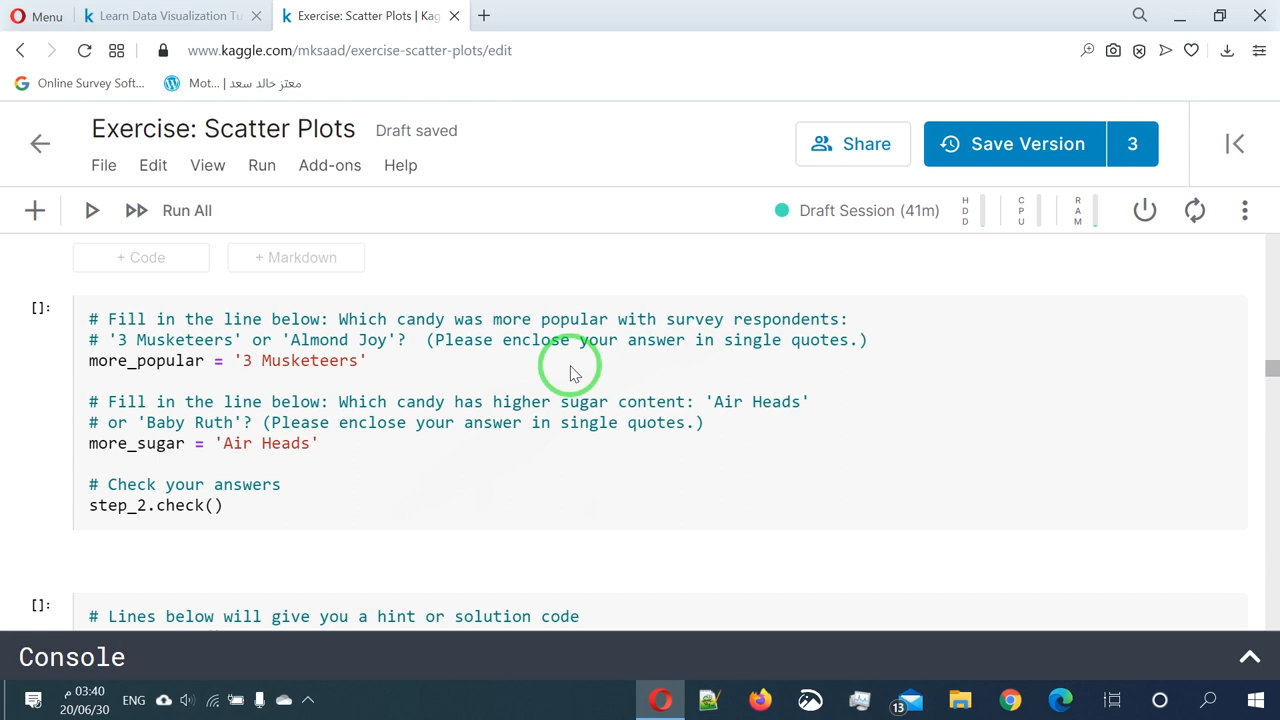 Menu
Learn Data Visualization Tu
Exercise: Scatter Plots | Kag
www.kaggle.com/mksaad/exercise-scatter-plots/edit
Online Survey Soft...
Mot... | معتز خالد سعد
Exercise: Scatter Plots
Draft saved
Share
Save Version
3
File Edit View Run Add-ons Help
Run All
Draft Session (41m)
HDD
CPU
RAM
+ Code
+ Markdown
[]:
# Fill in the line below: Which candy was more popular with survey respondents:
# '3 Musketeers' or 'Almond Joy'? (Please enclose your answer in single quotes.)
more_popular = '3 Musketeers'
# Fill in the line below: Which candy has higher sugar content: 'Air Heads'
# or 'Baby Ruth'? (Please enclose your answer in single quotes.)
more_sugar = 'Air Heads'
# Check your answers
step_2.check()
[]:
# Lines below will give you a hint or solution code
Console
03:40 م
20/06/30
ENG
13